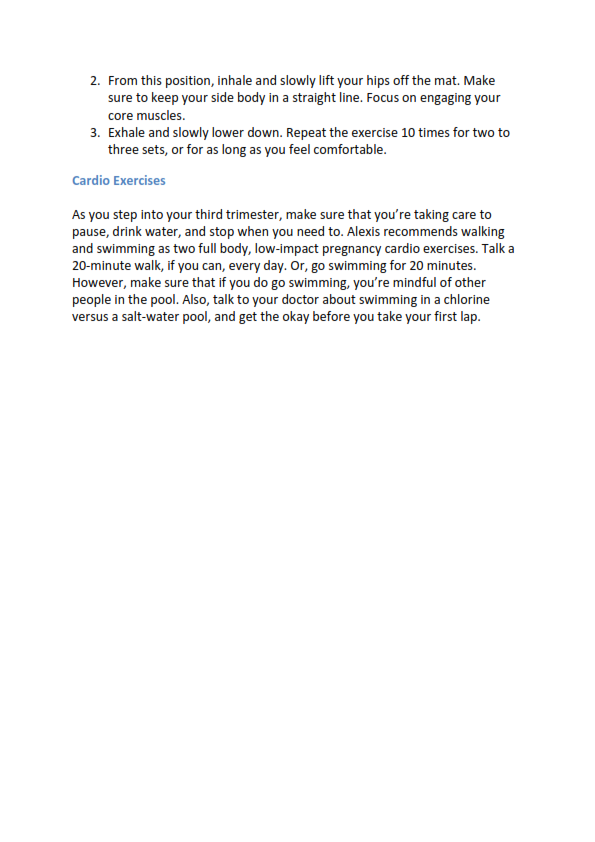 2. From this position, inhale and slowly lift your hips off the mat. Make
sure to keep your side body in a straight line. Focus on engaging your
core muscles.
3. Exhale and slowly lower down. Repeat the exercise 10 times for two to
three sets, or for as long as you feel comfortable.
Cardio Exercises
As you step into your third trimester, make sure that you’re taking care to
pause, drink water, and stop when you need to. Alexis recommends walking
and swimming as two full body, low-impact pregnancy cardio exercises. Talk a
20-minute walk, if you can, every day. Or, go swimming for 20 minutes.
However, make sure that if you do go swimming, you’re mindful of other
people in the pool. Also, talk to your doctor about swimming in a chlorine
versus a salt-water pool, and get the okay before you take your first lap.